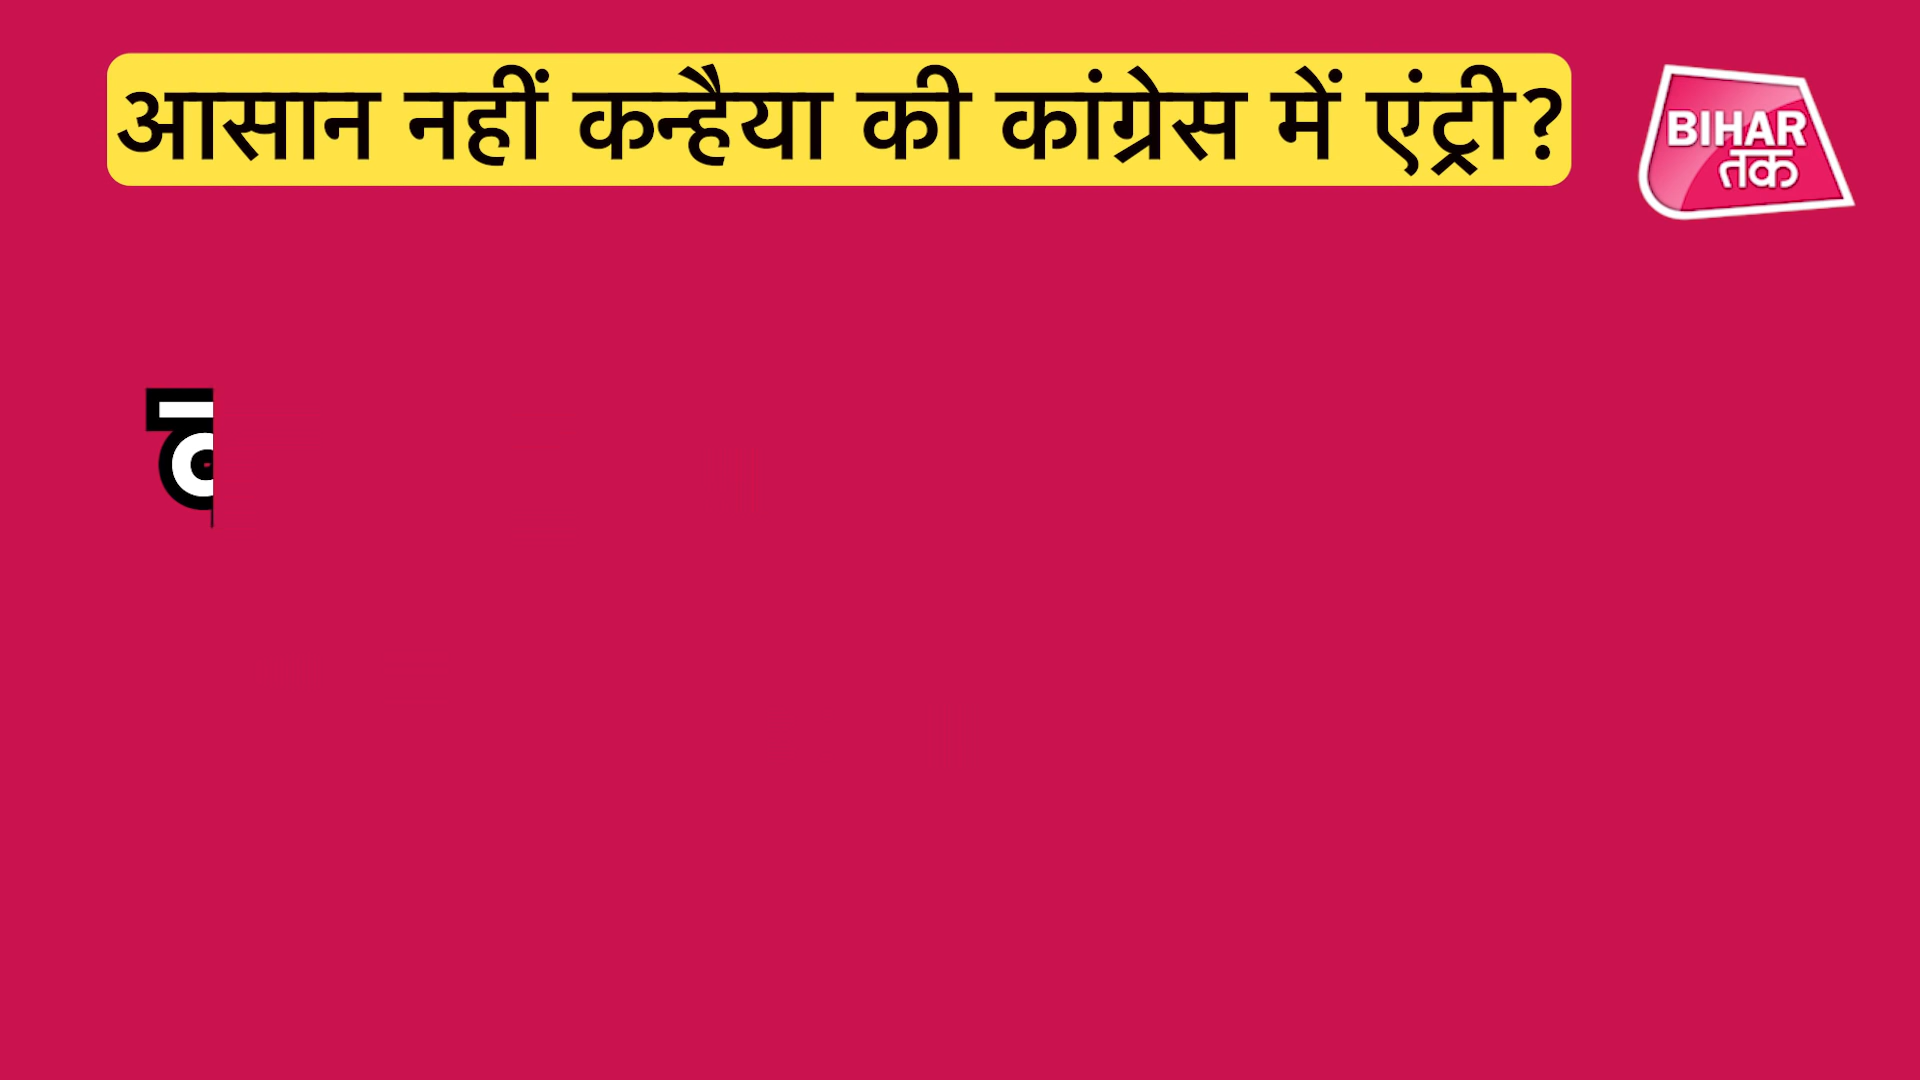 आसान नहीं कन्हैया की कांग्रेस में एंट्री?
BIHAR
तक